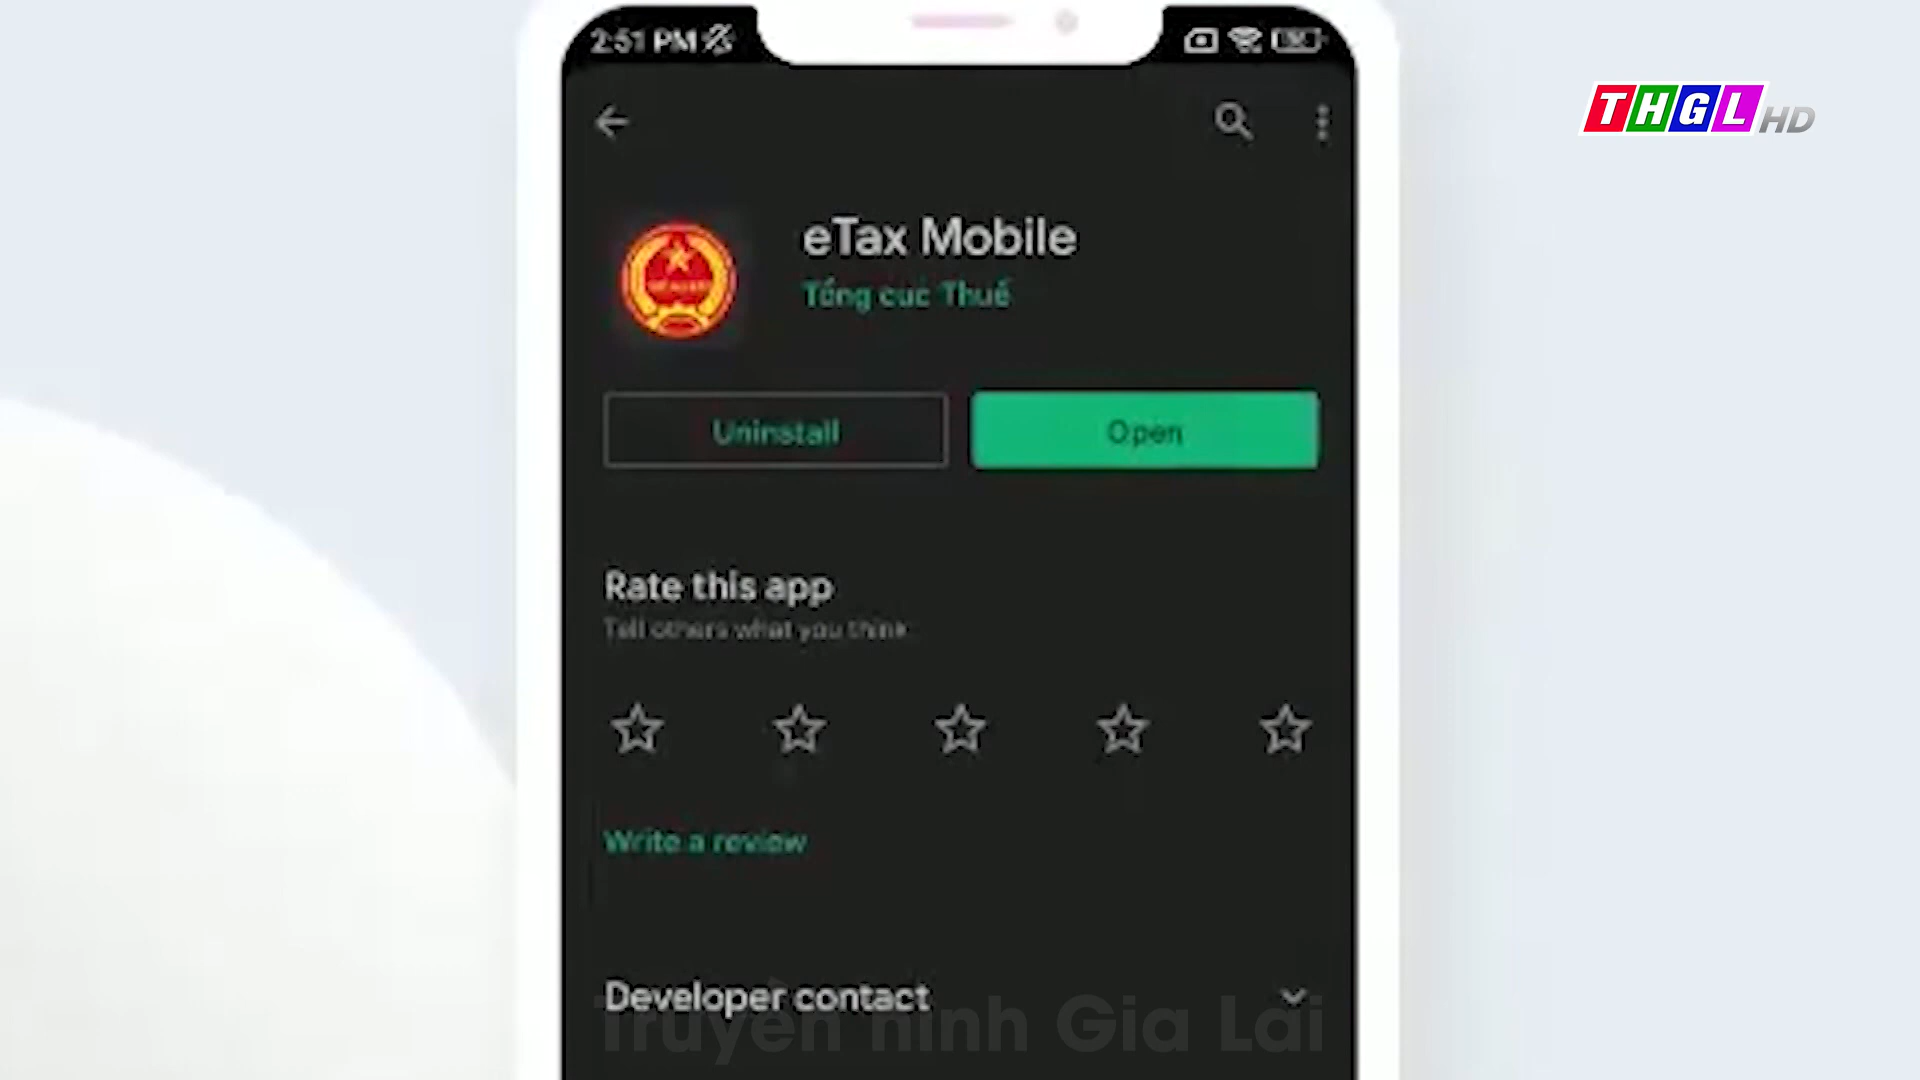 2:51 PM
THGL HD
eTax Mobile
Tổng cục Thuế
Uninstall
Open
Rate this app
Tell others what you think
Write a review
Developer contact
Truyền hình Gia Lai